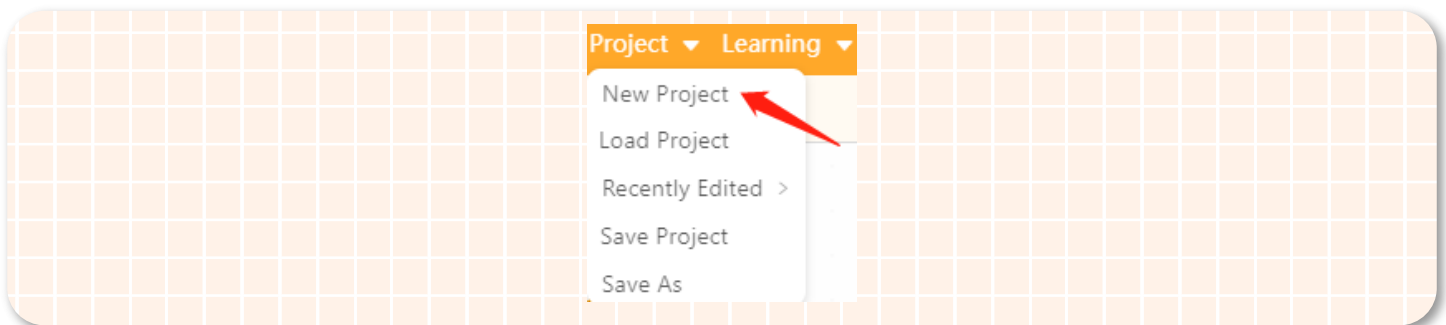 Project Learning
New Project
Load Project
Recently Edited >
Save Project
Save As